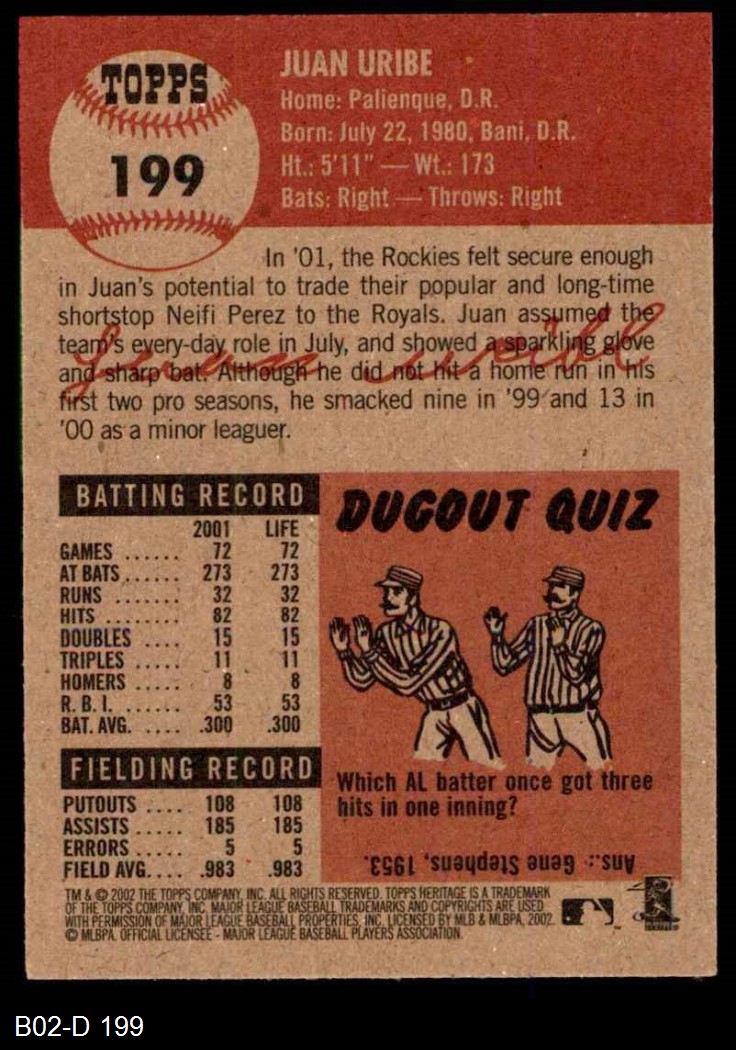 TOPPS
199
JUAN URIBE
Home: Palienque, D.R.
Born: July 22, 1980, Bani, D.R.
Ht.: 5'11" — Wt.: 173
Bats: Right — Throws: Right
In '01, the Rockies felt secure enough
in Juan's potential to trade their popular and long-time
shortstop Neifi Perez to the Royals. Juan assumed the
team's every-day role in July, and showed a sparkling glove
and sharp bat. Although he did not hit a home run in his
first two pro seasons, he smacked nine in '99 and 13 in
'00 as a minor leaguer.
Juan Uribe
BATTING RECORD
2001 LIFE
GAMES ...... 72 72
AT BATS ..... 273 273
RUNS ....... 32 32
HITS ........ 82 82
DOUBLES .... 15 15
TRIPLES ..... 11 11
HOMERS ..... 8 8
R. B. I. ...... 53 53
BAT. AVG. .... .300 .300
FIELDING RECORD
PUTOUTS .... 108 108
ASSISTS ..... 185 185
ERRORS ..... 5 5
FIELD AVG. ... .983 .983
DUGOUT QUIZ
Which AL batter once got three
hits in one inning?
Ans.: Gene Stephens, 1953.
TM & © 2002 THE TOPPS COMPANY, INC. ALL RIGHTS RESERVED. TOPPS HERITAGE IS A TRADEMARK
OF THE TOPPS COMPANY, INC. MAJOR LEAGUE BASEBALL TRADEMARKS AND COPYRIGHTS ARE USED
WITH PERMISSION OF MAJOR LEAGUE BASEBALL PROPERTIES, INC. LICENSED BY MLB & MLBPA, 2002.
© MLBPA. OFFICIAL LICENSEE - MAJOR LEAGUE BASEBALL PLAYERS ASSOCIATION.
B02-D 199